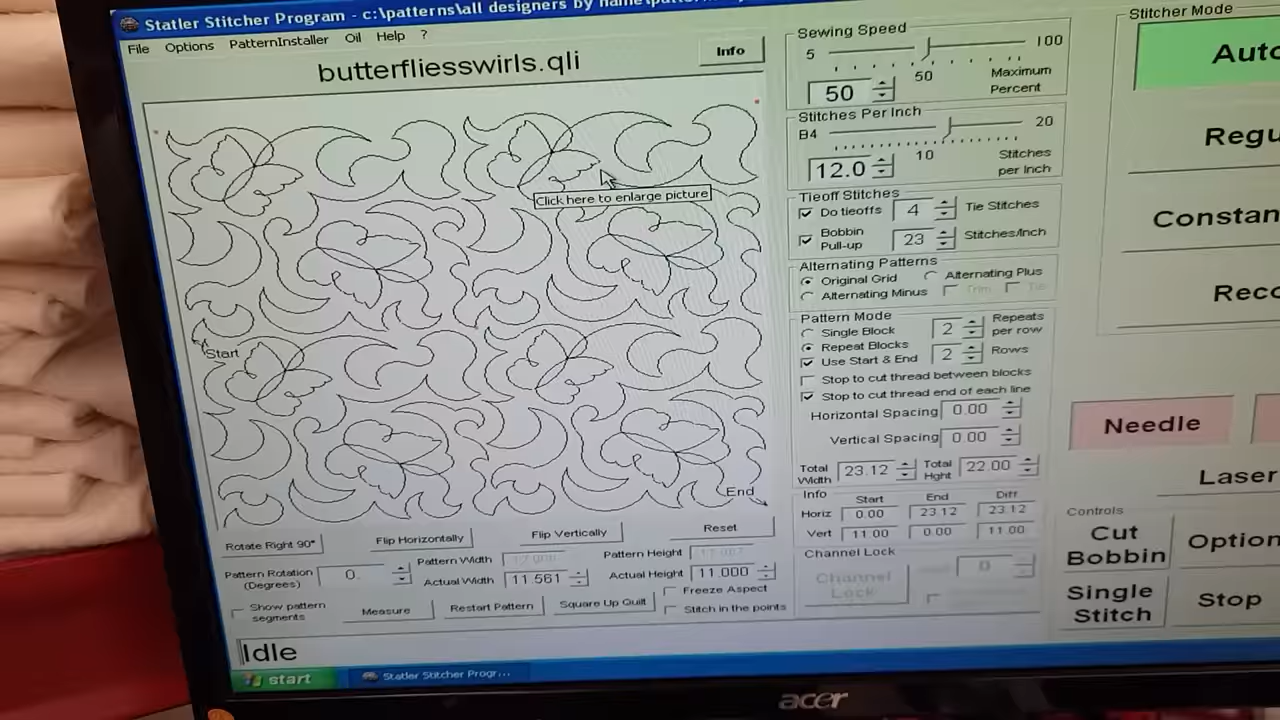 Statler Stitcher Program - c:\patterns\all designers by name\
File Options PatternInstaller Oil Help ?
butterfliesswirls.qli
Info
Click here to enlarge picture
Start
End
Rotate Right 90°
Flip Horizontally
Flip Vertically
Reset
Pattern Rotation
(Degrees)
0
Pattern Width
Pattern Height
Actual Width 11.561
Actual Height 11.000
Show pattern
segments
Measure
Restart Pattern
Square Up Quilt
Freeze Aspect
Stitch in the points
Idle
Sewing Speed
5
100
50
50
Maximum
Percent
Stitches Per Inch
B4
20
12.0
10
Stitches
per Inch
Tieoff Stitches
Do tieoffs 4 Tie Stitches
Bobbin
Pull-up
23 Stitches/Inch
Alternating Patterns
Original Grid
Alternating Plus
Alternating Minus
Trim
Pattern Mode
Single Block
2
Repeats
per row
Repeat Blocks
Use Start & End
2 Rows
Stop to cut thread between blocks
Stop to cut thread end of each line
Horizontal Spacing 0.00
Vertical Spacing 0.00
Total
Width
23.12
Total
Hght
22.00
Info
Start End Diff
Horiz 0.00 23.12 23.12
Vert 11.00 0.00 11.00
Channel Lock
Channel
Lock
0
Stitcher Mode
Auto
Regu
Constan
Reco
Needle
Laser
Controls
Cut
Bobbin
Option
Single
Stitch
Stop
start
Statler Stitcher Progr...
acer